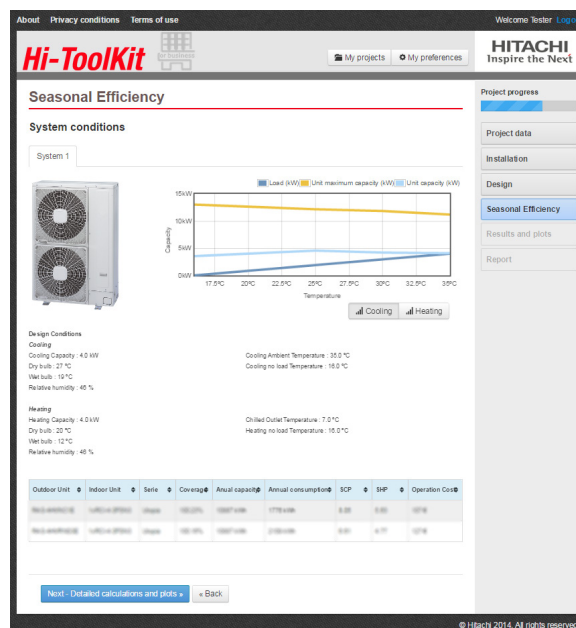 About Privacy conditions Terms of use Welcome Tester Logo
Hi-ToolKit for business
My projects My preferences
HITACHI
Inspire the Next
Seasonal Efficiency
System conditions
System 1
Load (kW) Unit maximum capacity (kW) Unit capacity (kW)
15kW
10kW
5kW
0kW
Capacity
17.5ºC 20ºC 22.5ºC 25ºC 27.5ºC 30ºC 32.5ºC 35ºC
Temperature
Cooling Heating
Design Conditions
Cooling
Cooling Capacity : 4.0 kW Cooling Ambient Temperature : 35.0 ºC
Dry bulb : 27 ºC Cooling no load Temperature : 16.0 ºC
Wet bulb : 19 ºC
Relative humidity : 46 %
Heating
Heating Capacity : 4.0 kW Chilled Outlet Temperature : 7.0 ºC
Dry bulb : 20 ºC Heating no load Temperature : 16.0 ºC
Wet bulb : 12 ºC
Relative humidity : 46 %
Outdoor Unit Indoor Unit Serie Coverage Anual capacity Annual consumption SCP SHP Operation Cost
Next - Detailed calculations and plots » « Back
Project progress
Project data
Installation
Design
Seasonal Efficiency
Results and plots
Report
© Hitachi 2014. All rights reserved